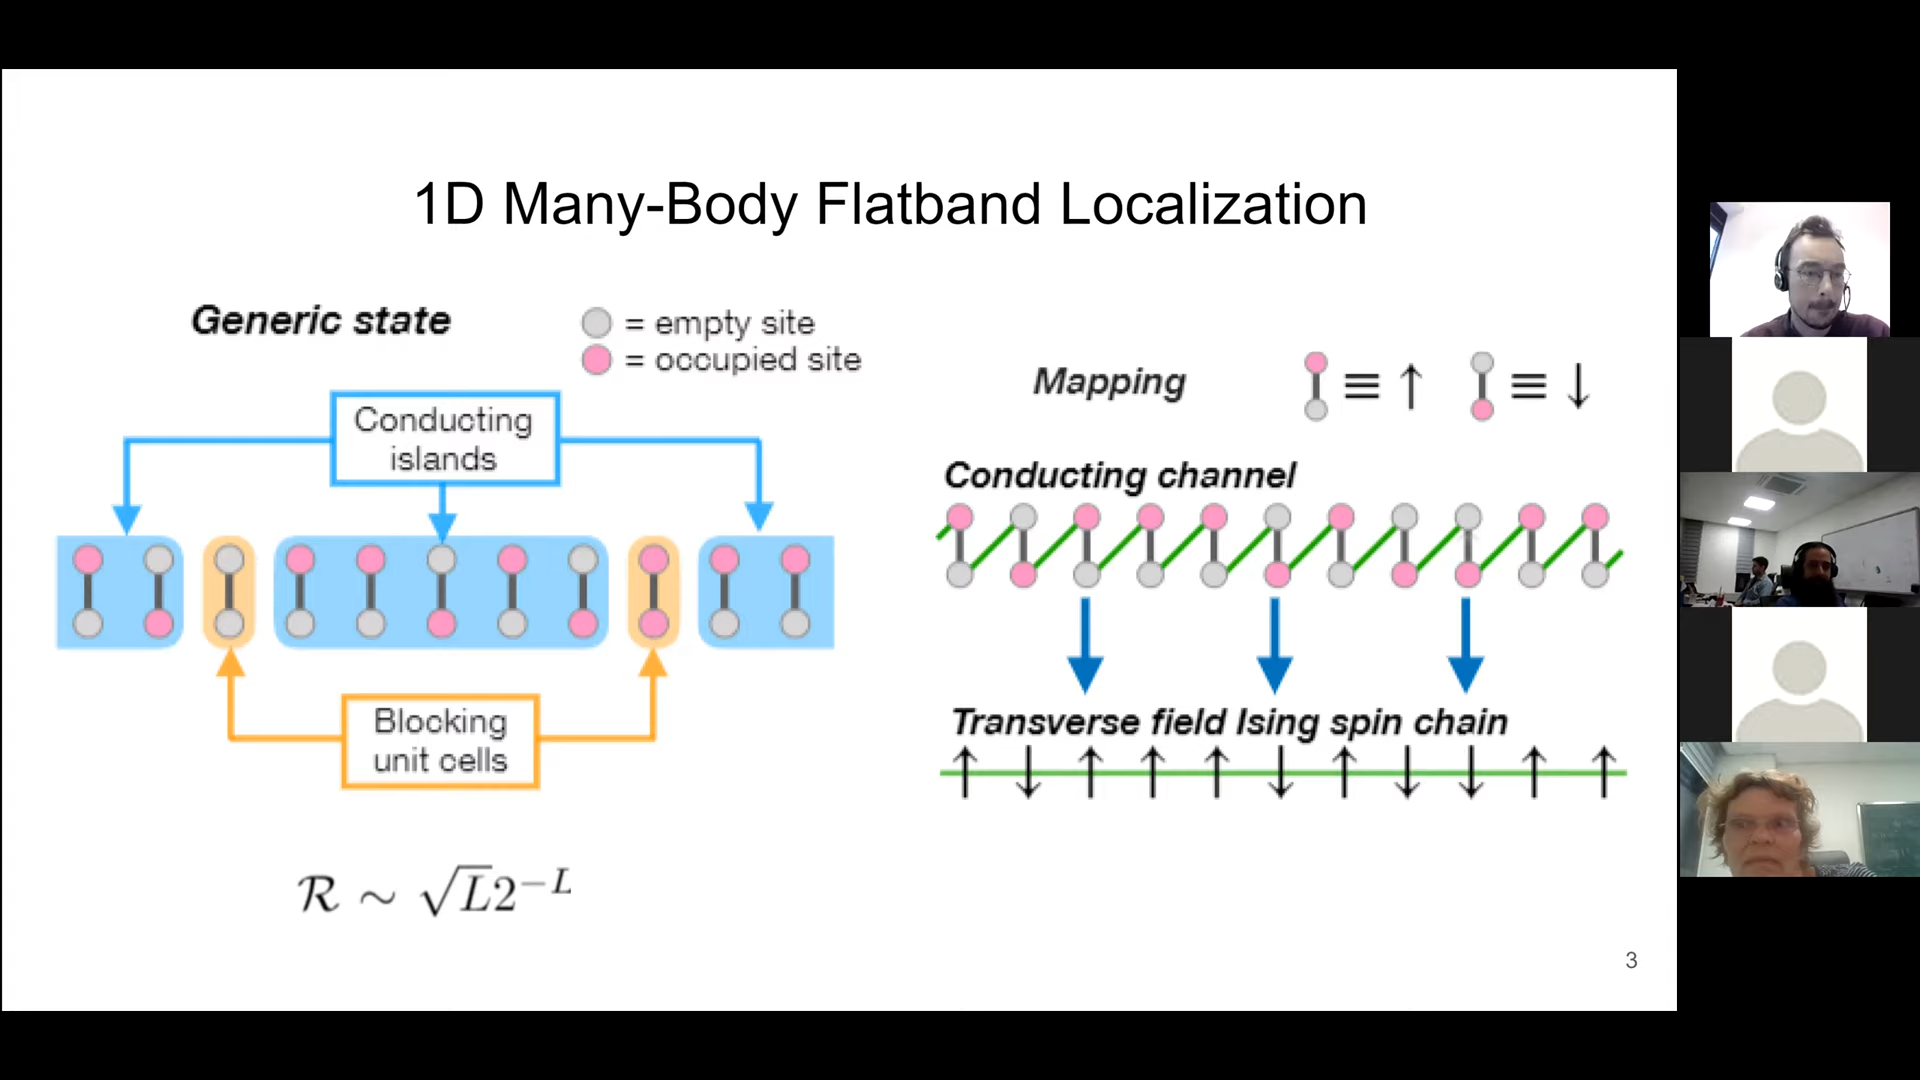 1D Many-Body Flatband Localization
Generic state
= empty site
= occupied site
Conducting
islands
Blocking
unit cells
ℛ ~ √L2^{-L}
Mapping
≡ ↑
≡ ↓
Conducting channel
Transverse field Ising spin chain
↑ ↓ ↑ ↑ ↑ ↓ ↑ ↓ ↓ ↑ ↑
3